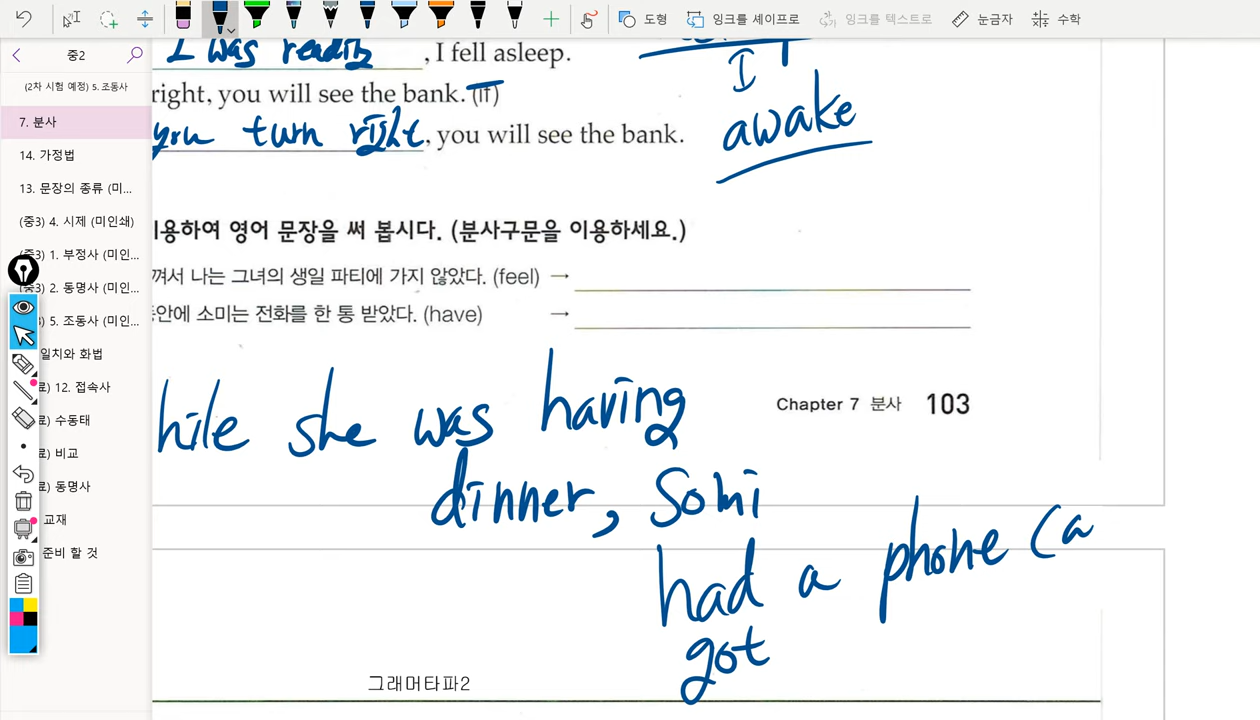 도형 잉크를 셰이프로 잉크를 텍스트로 눈금자 수학
중2
(2차 시험 예정) 5. 조동사
7. 분사
14. 가정법
13. 문장의 종류 (미...
(중3) 4. 시제 (미인쇄)
(중3) 1. 부정사 (미인...
(중3) 2. 동명사 (미인...
3) 5. 조동사 (미인...
일치와 화법
로) 12. 접속사
로) 수동태
로) 비교
로) 동명사
교재
준비 할 것
I was reading , I fell asleep.
right, you will see the bank. (if)
you turn right, you will see the bank.
I
awake
이용하여 영어 문장을 써 봅시다. (분사구문을 이용하세요.)
껴서 나는 그녀의 생일 파티에 가지 않았다. (feel) →
동안에 소미는 전화를 한 통 받았다. (have) →
hile she was having
Chapter 7 분사 103
dinner, Somi
had a phone ca
got
그래머타파2